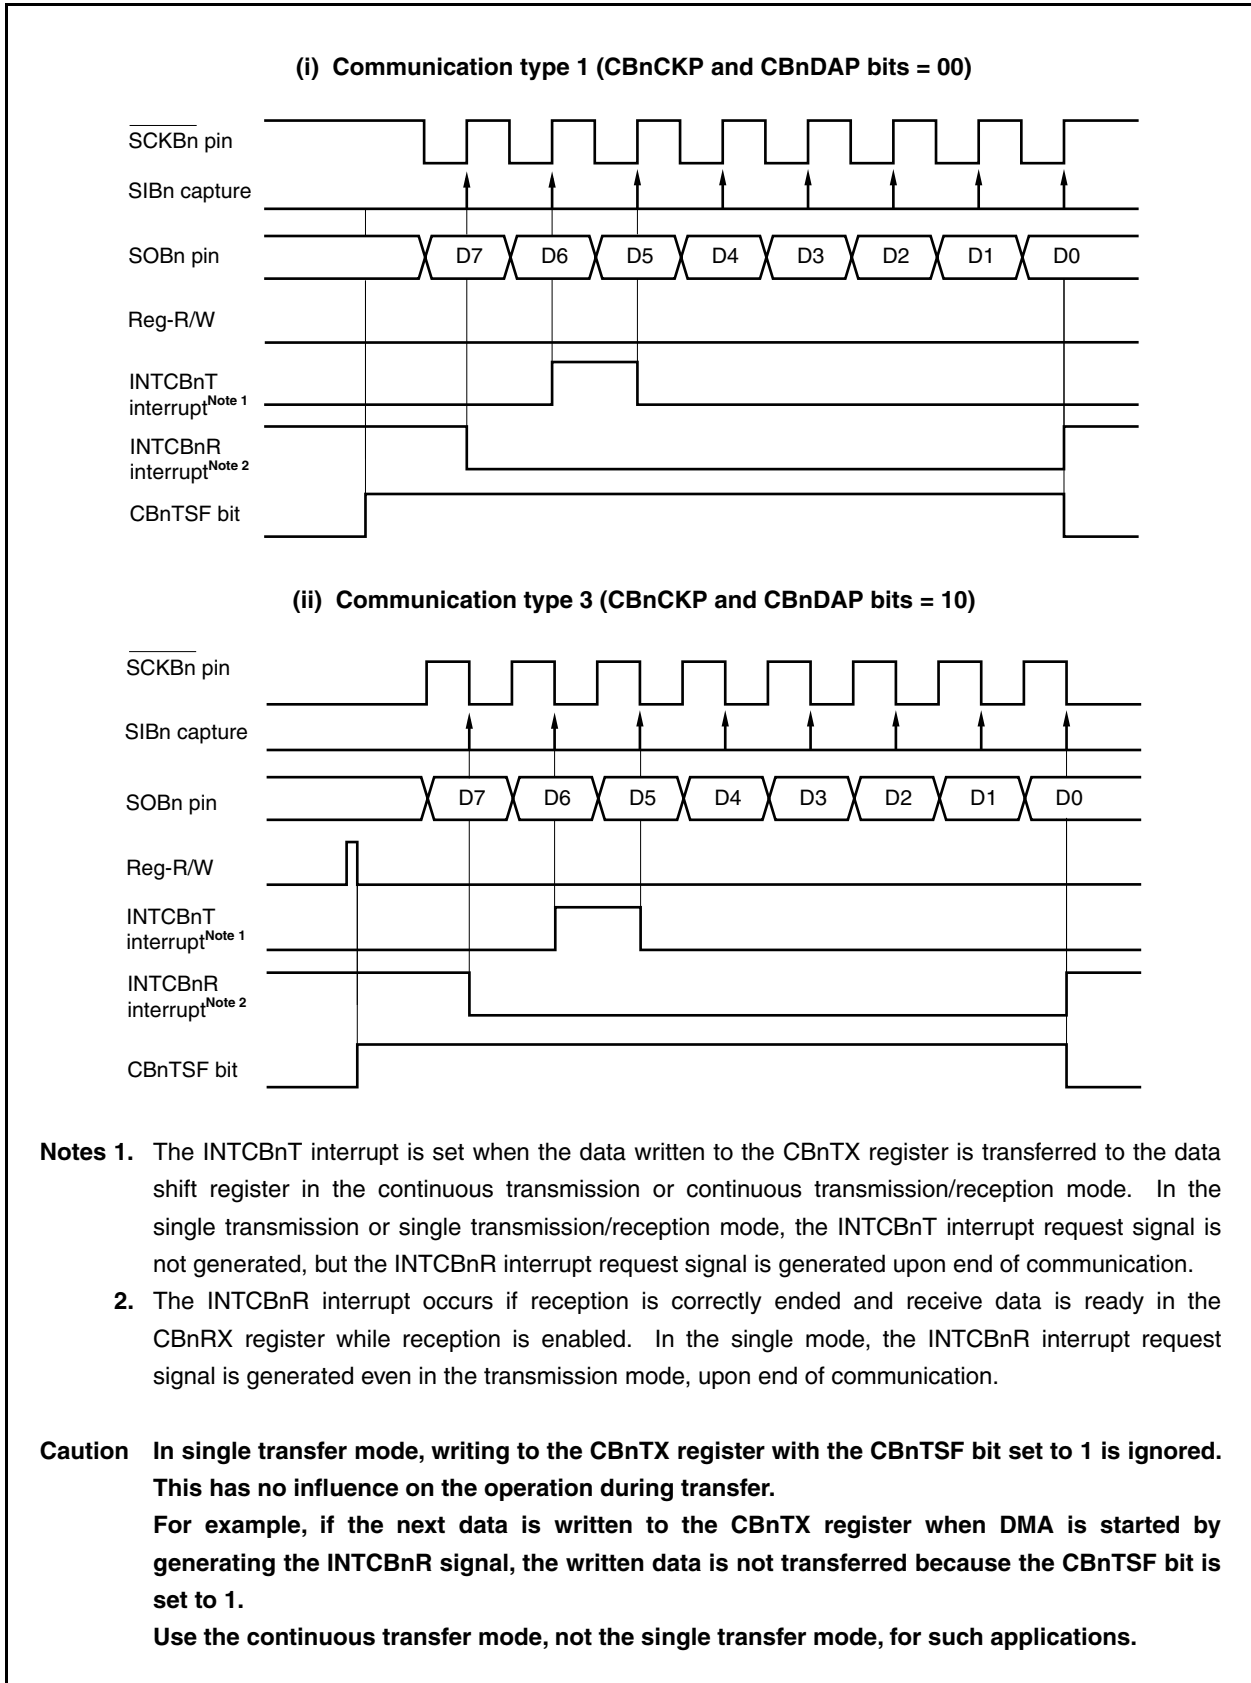 (i) Communication type 1 (CBnCKP and CBnDAP bits = 00)
SCKBn pin
SIBn capture
SOBn pin D7 D6 D5 D4 D3 D2 D1 D0
Reg-R/W
INTCBnT
interruptNote 1
INTCBnR
interruptNote 2
CBnTSF bit
(ii) Communication type 3 (CBnCKP and CBnDAP bits = 10)
SCKBn pin
SIBn capture
SOBn pin D7 D6 D5 D4 D3 D2 D1 D0
Reg-R/W
INTCBnT
interruptNote 1
INTCBnR
interruptNote 2
CBnTSF bit
Notes 1. The INTCBnT interrupt is set when the data written to the CBnTX register is transferred to the data
shift register in the continuous transmission or continuous transmission/reception mode. In the
single transmission or single transmission/reception mode, the INTCBnT interrupt request signal is
not generated, but the INTCBnR interrupt request signal is generated upon end of communication.
2. The INTCBnR interrupt occurs if reception is correctly ended and receive data is ready in the
CBnRX register while reception is enabled. In the single mode, the INTCBnR interrupt request
signal is generated even in the transmission mode, upon end of communication.
Caution In single transfer mode, writing to the CBnTX register with the CBnTSF bit set to 1 is ignored.
This has no influence on the operation during transfer.
For example, if the next data is written to the CBnTX register when DMA is started by
generating the INTCBnR signal, the written data is not transferred because the CBnTSF bit is
set to 1.
Use the continuous transfer mode, not the single transfer mode, for such applications.